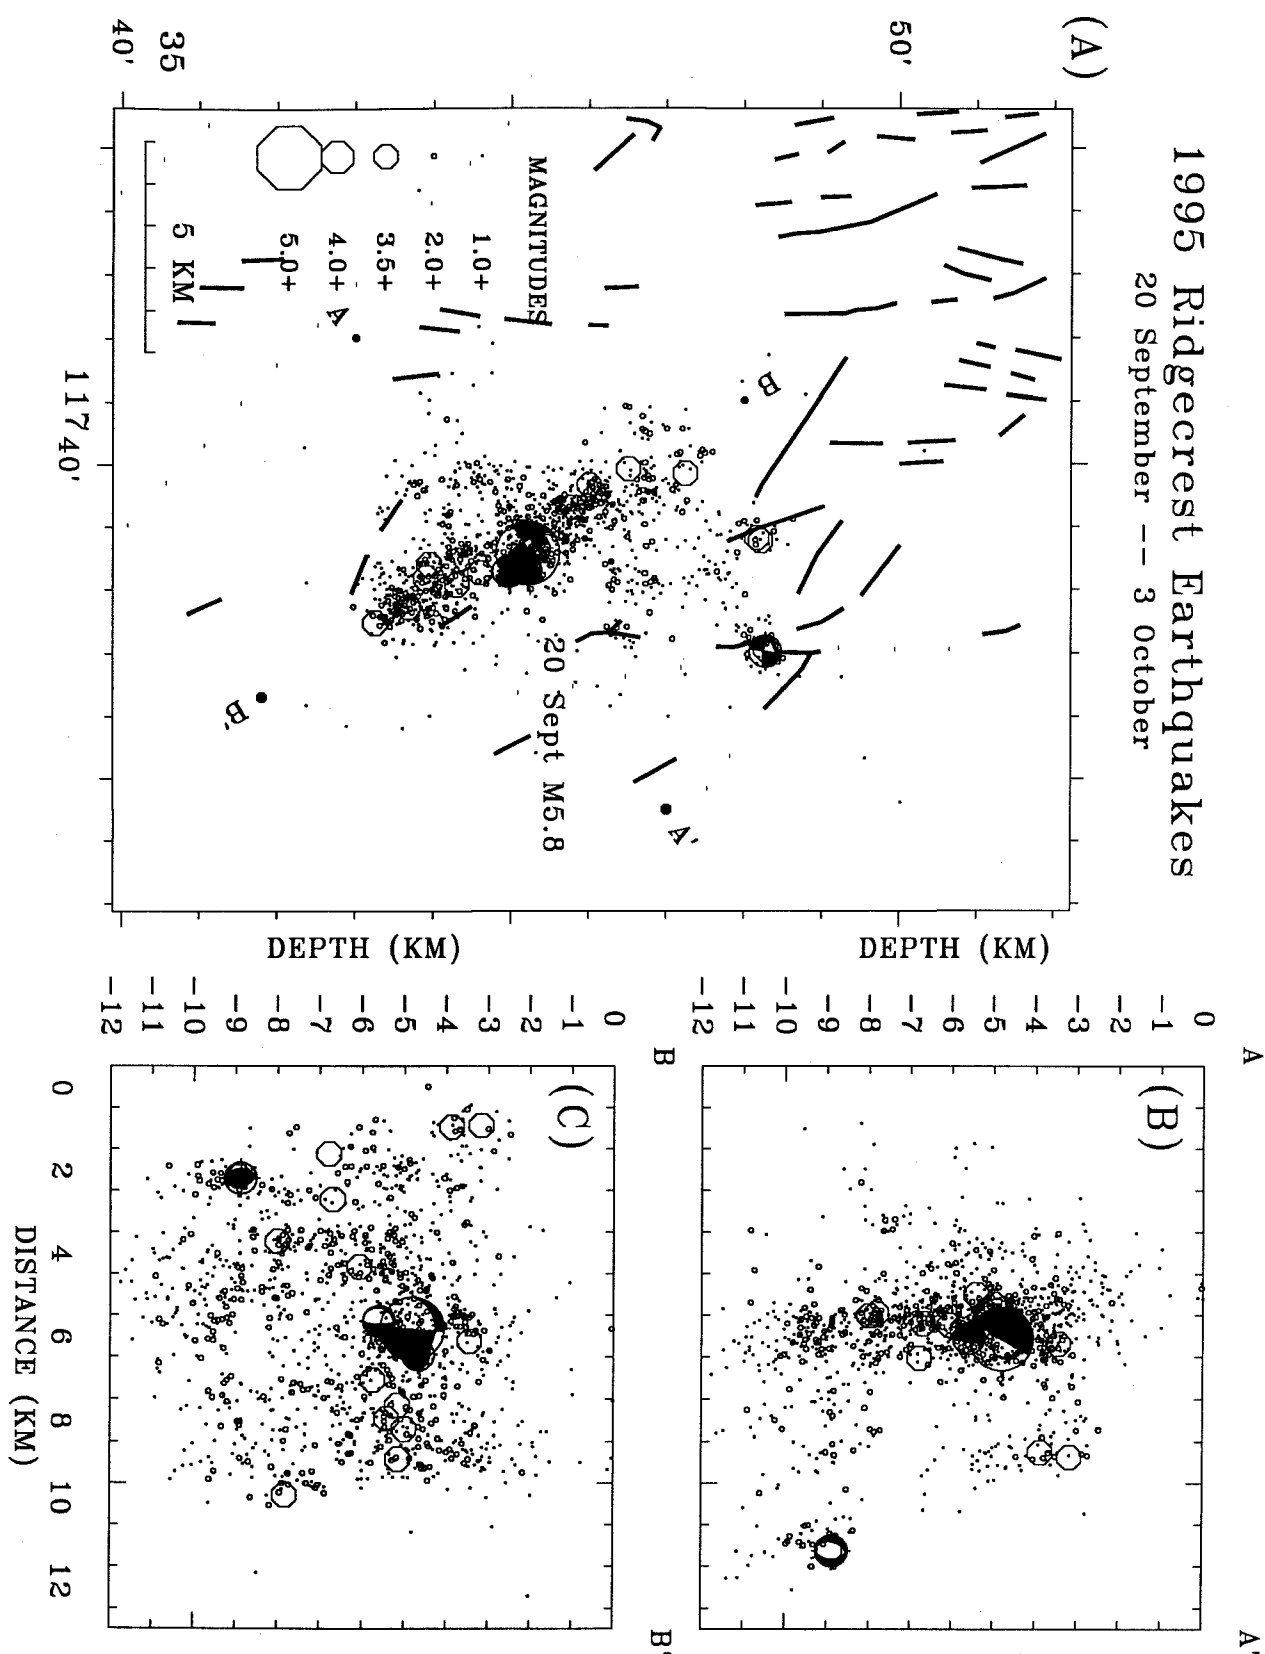 1995 Ridgecrest Earthquakes
20 September -- 3 October
(A)
50'
35
40'
117 40'
MAGNITUDES
1.0+
2.0+
3.5+
4.0+
5.0+
5 KM
A
A'
B
B'
20 Sept M5.8
A
A'
(B)
DEPTH (KM)
0
-1
-2
-3
-4
-5
-6
-7
-8
-9
-10
-11
-12
B
B'
(C)
DEPTH (KM)
0
-1
-2
-3
-4
-5
-6
-7
-8
-9
-10
-11
-12
0 2 4 6 8 10 12
DISTANCE (KM)